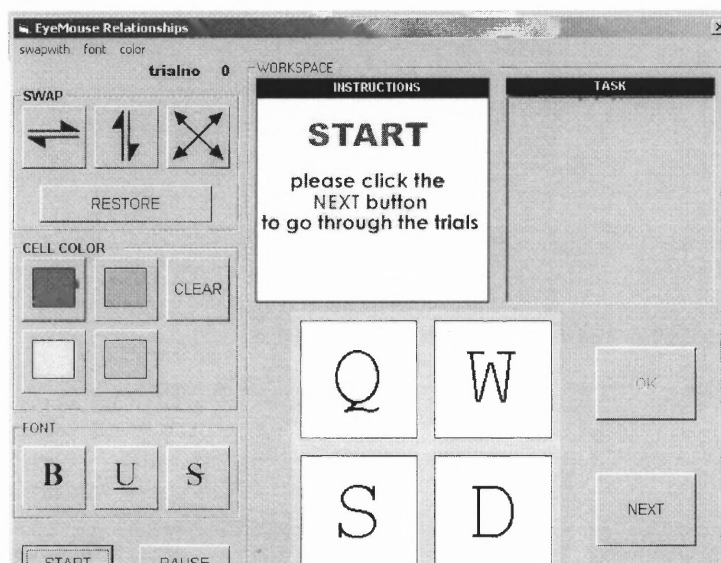 EyeMouse Relationships
swapwith font color
trialno 0
SWAP
RESTORE
CELL COLOR
CLEAR
FONT
B U S
START PAUSE
WORKSPACE
INSTRUCTIONS
START
please click the
NEXT button
to go through the trials
TASK
Q W
S D
OK
NEXT